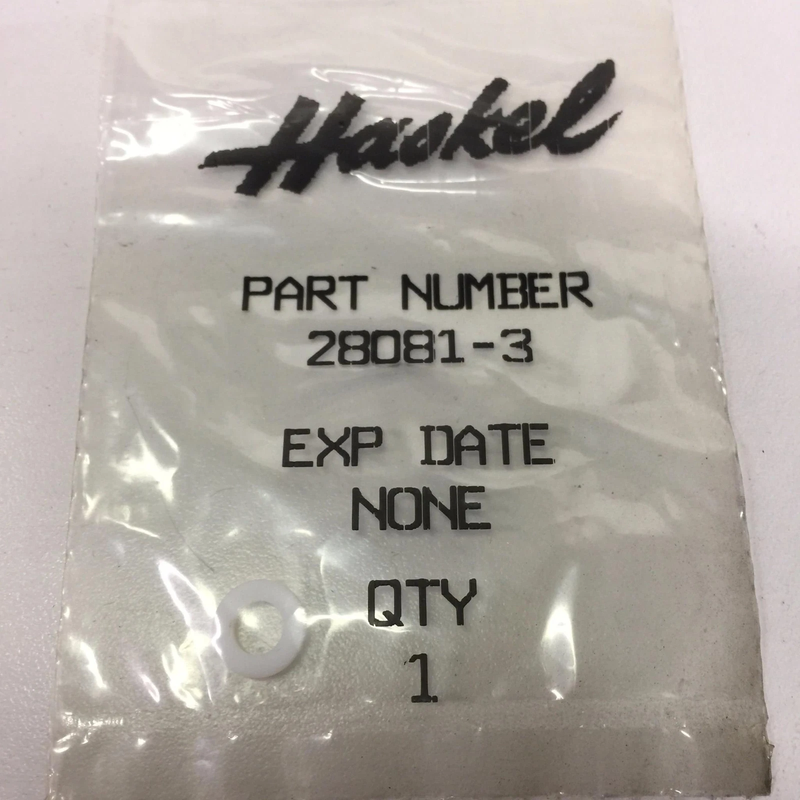 Haskel
PART NUMBER
28081-3
EXP DATE
NONE
QTY
1